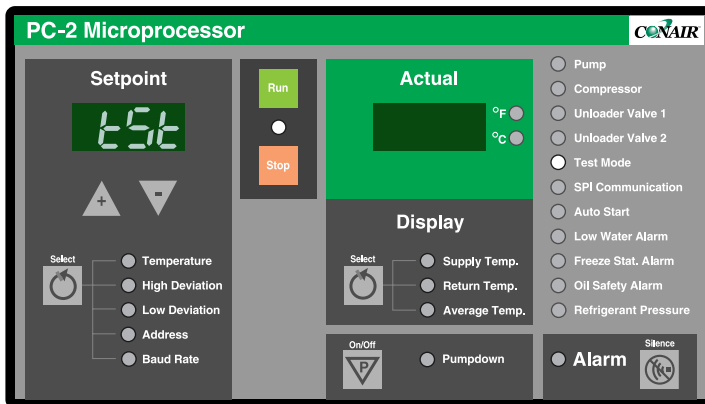 PC-2 Microprocessor
CONAIR
Setpoint
tSt
+
-
Select
Temperature
High Deviation
Low Deviation
Address
Baud Rate
Run
Stop
Actual
°F
°C
Display
Select
Supply Temp.
Return Temp.
Average Temp.
On/Off
P
Pumpdown
Pump
Compressor
Unloader Valve 1
Unloader Valve 2
Test Mode
SPI Communication
Auto Start
Low Water Alarm
Freeze Stat. Alarm
Oil Safety Alarm
Refrigerant Pressure
Alarm
Silence